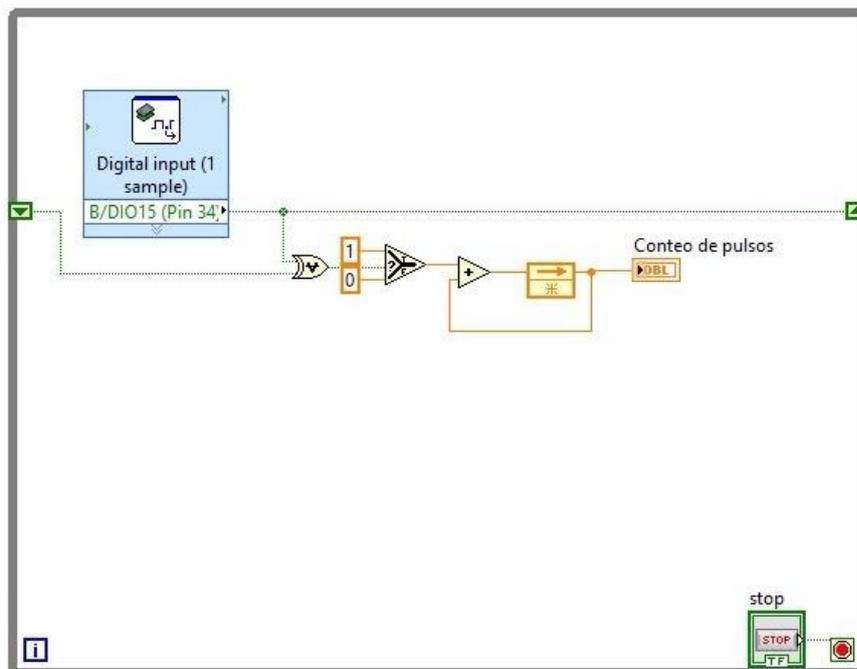 Digital input (1
sample)
B/DIO15 (Pin 34)
1
0
?
T
F
+
Conteo de pulsos
DBL
stop
STOP
TF
i